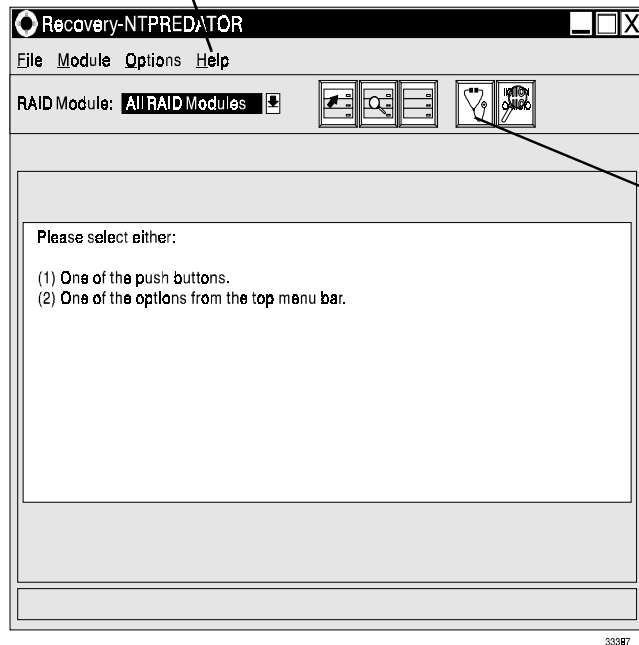 Recovery-NTPREDATOR
File Module Options Help
RAID Module: All RAID Modules
Please select either:
(1) One of the push buttons.
(2) One of the options from the top menu bar.
33387